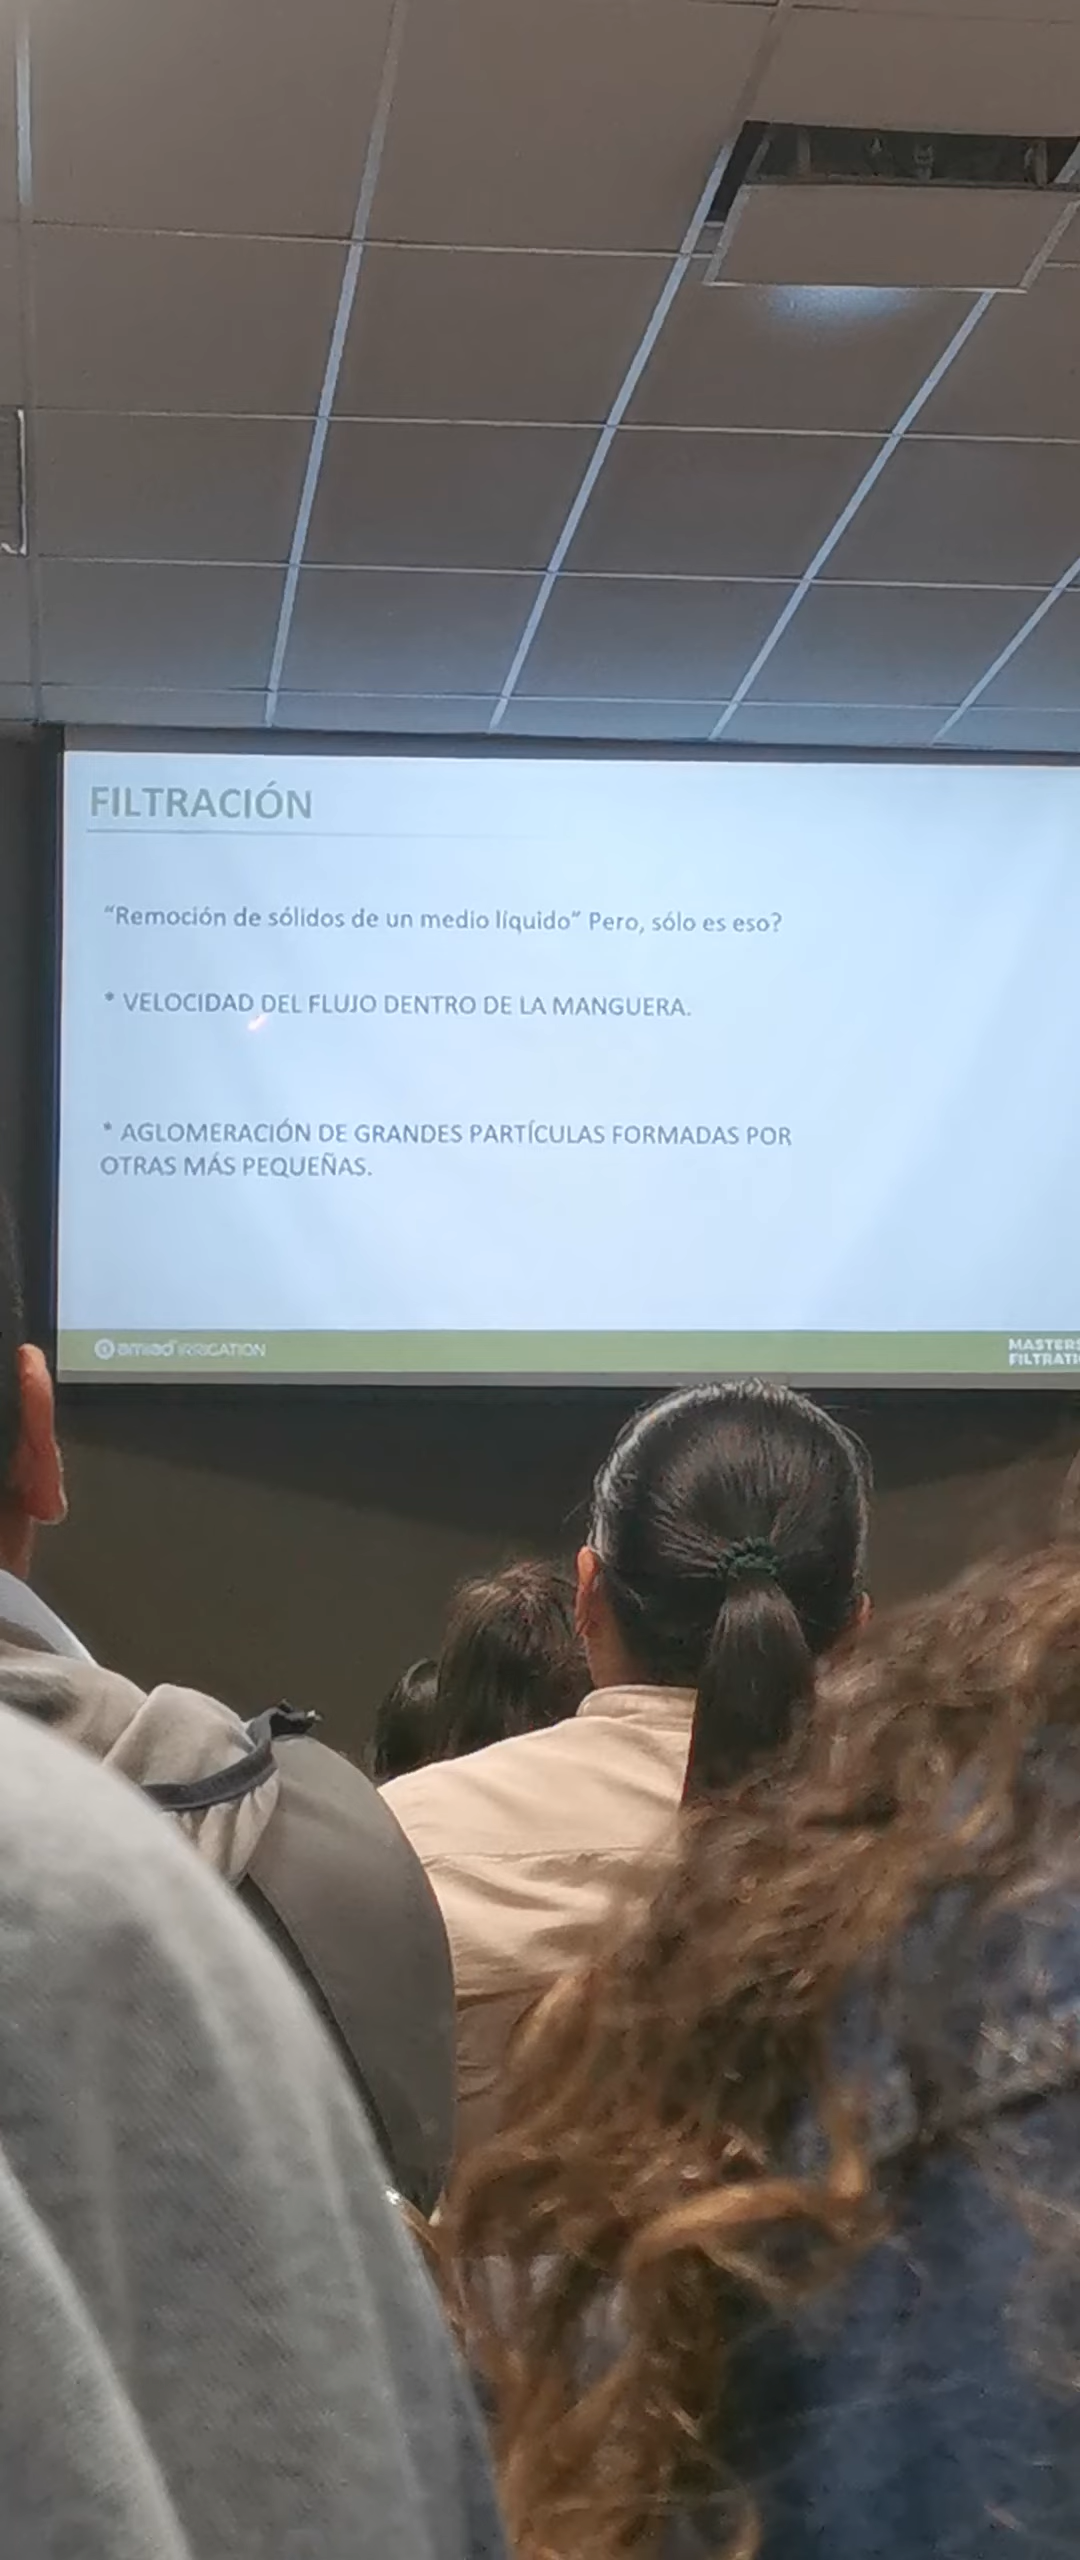 FILTRACIÓN
“Remoción de sólidos de un medio líquido” Pero, sólo es eso?
* VELOCIDAD DEL FLUJO DENTRO DE LA MANGUERA.
* AGLOMERACIÓN DE GRANDES PARTÍCULAS FORMADAS POR
OTRAS MÁS PEQUEÑAS.
amiad IRRIGATION
MASTERS
FILTRATI